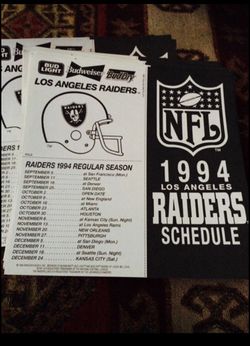 BUD LIGHT Budweiser Bud Dry
LOS ANGELES RAIDERS
RAIDERS
RAIDERS 1994 REGULAR SEASON
SEPTEMBER 5 at San Francisco (Mon.)
SEPTEMBER 11 SEATTLE
SEPTEMBER 18 at Denver
SEPTEMBER 25 SAN DIEGO
OCTOBER 2 OPEN DATE
OCTOBER 9 at New England
OCTOBER 16 at Miami
OCTOBER 23 ATLANTA
OCTOBER 30 HOUSTON
NOVEMBER 6 at Kansas City (Sun. Night)
NOVEMBER 13 at Los Angeles Rams
NOVEMBER 20 NEW ORLEANS
NOVEMBER 27 PITTSBURGH
DECEMBER 5 at San Diego (Mon.)
DECEMBER 11 DENVER
DECEMBER 18 at Seattle (Sun. Night)
DECEMBER 24 KANSAS CITY (Sat.)
NFL
1994
LOS ANGELES
RAIDERS
SCHEDULE